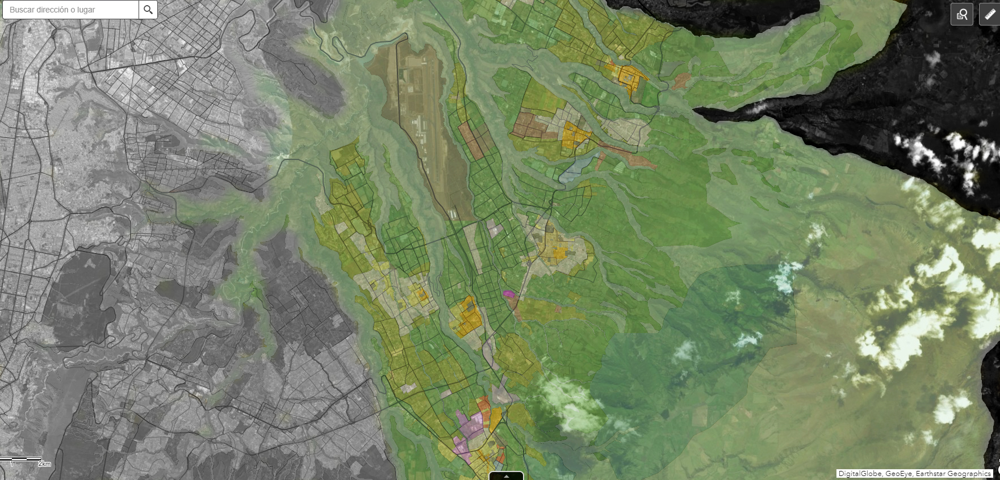 Buscar dirección o lugar
1
2km
DigitalGlobe, GeoEye, Earthstar Geographics